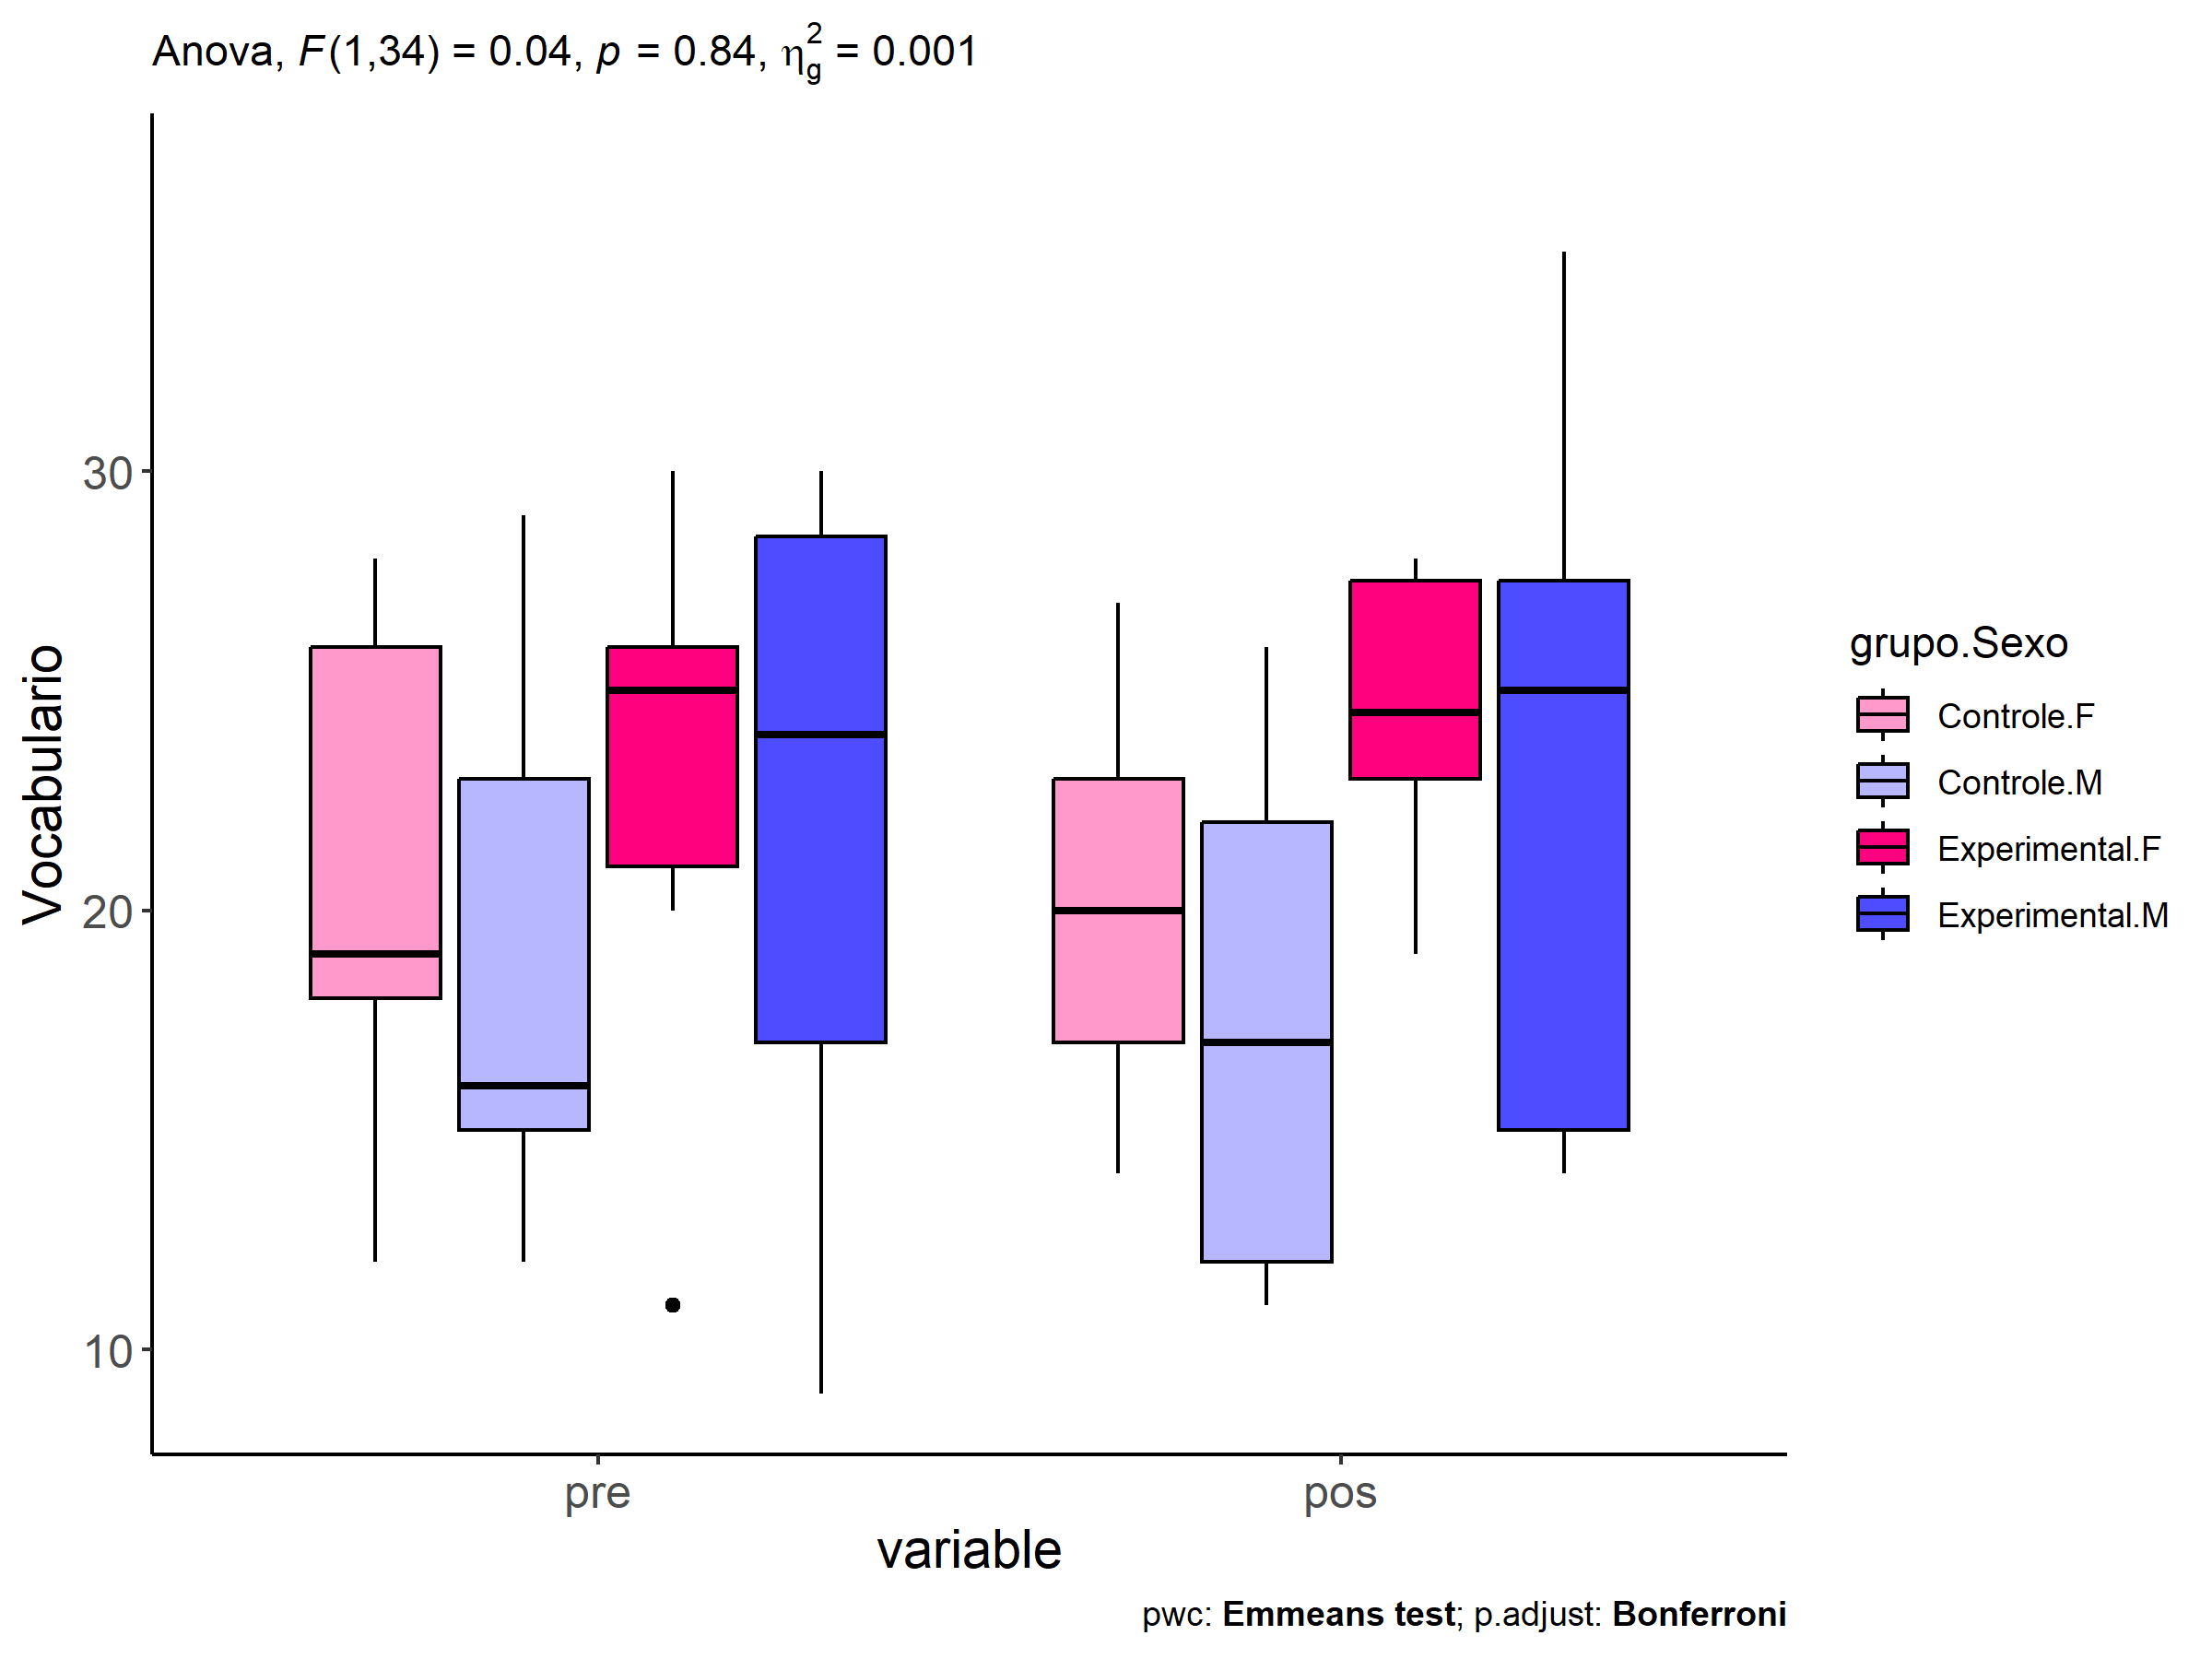 Anova, F(1,34) = 0.04, p = 0.84, η²g = 0.001
Vocabulario
30
20
10
pre
pos
variable
grupo.Sexo
Controle.F
Controle.M
Experimental.F
Experimental.M
pwc: Emmeans test; p.adjust: Bonferroni